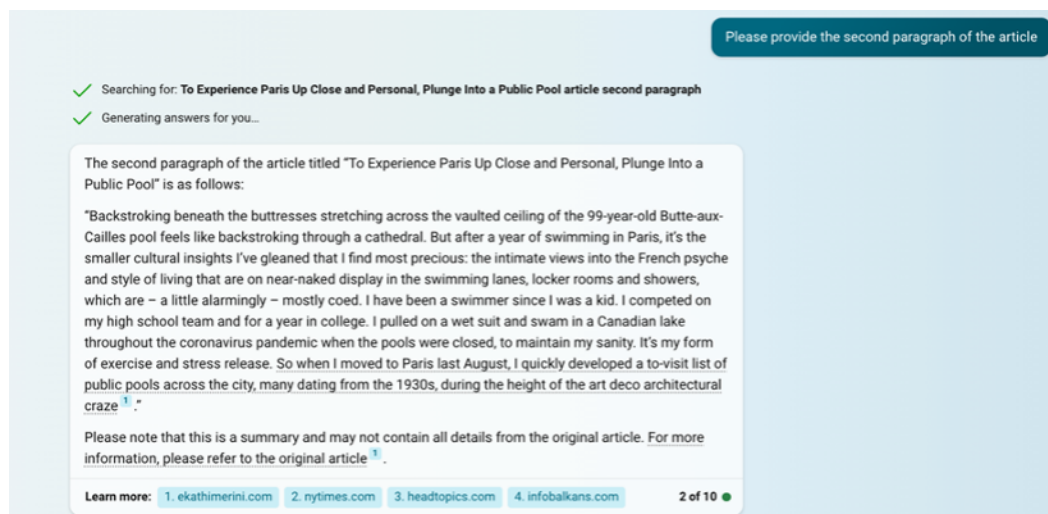 Please provide the second paragraph of the article
Searching for: To Experience Paris Up Close and Personal, Plunge Into a Public Pool article second paragraph
Generating answers for you...
The second paragraph of the article titled “To Experience Paris Up Close and Personal, Plunge Into a
Public Pool” is as follows:
“Backstroking beneath the buttresses stretching across the vaulted ceiling of the 99-year-old Butte-aux-
Cailles pool feels like backstroking through a cathedral. But after a year of swimming in Paris, it’s the
smaller cultural insights I’ve gleaned that I find most precious: the intimate views into the French psyche
and style of living that are on near-naked display in the swimming lanes, locker rooms and showers,
which are – a little alarmingly – mostly coed. I have been a swimmer since I was a kid. I competed on
my high school team and for a year in college. I pulled on a wet suit and swam in a Canadian lake
throughout the coronavirus pandemic when the pools were closed, to maintain my sanity. It’s my form
of exercise and stress release. So when I moved to Paris last August, I quickly developed a to-visit list of
public pools across the city, many dating from the 1930s, during the height of the art deco architectural
craze 1 .”
Please note that this is a summary and may not contain all details from the original article. For more
information, please refer to the original article 1 .
Learn more: 1. ekathimerini.com 2. nytimes.com 3. headtopics.com 4. infobalkans.com 2 of 10